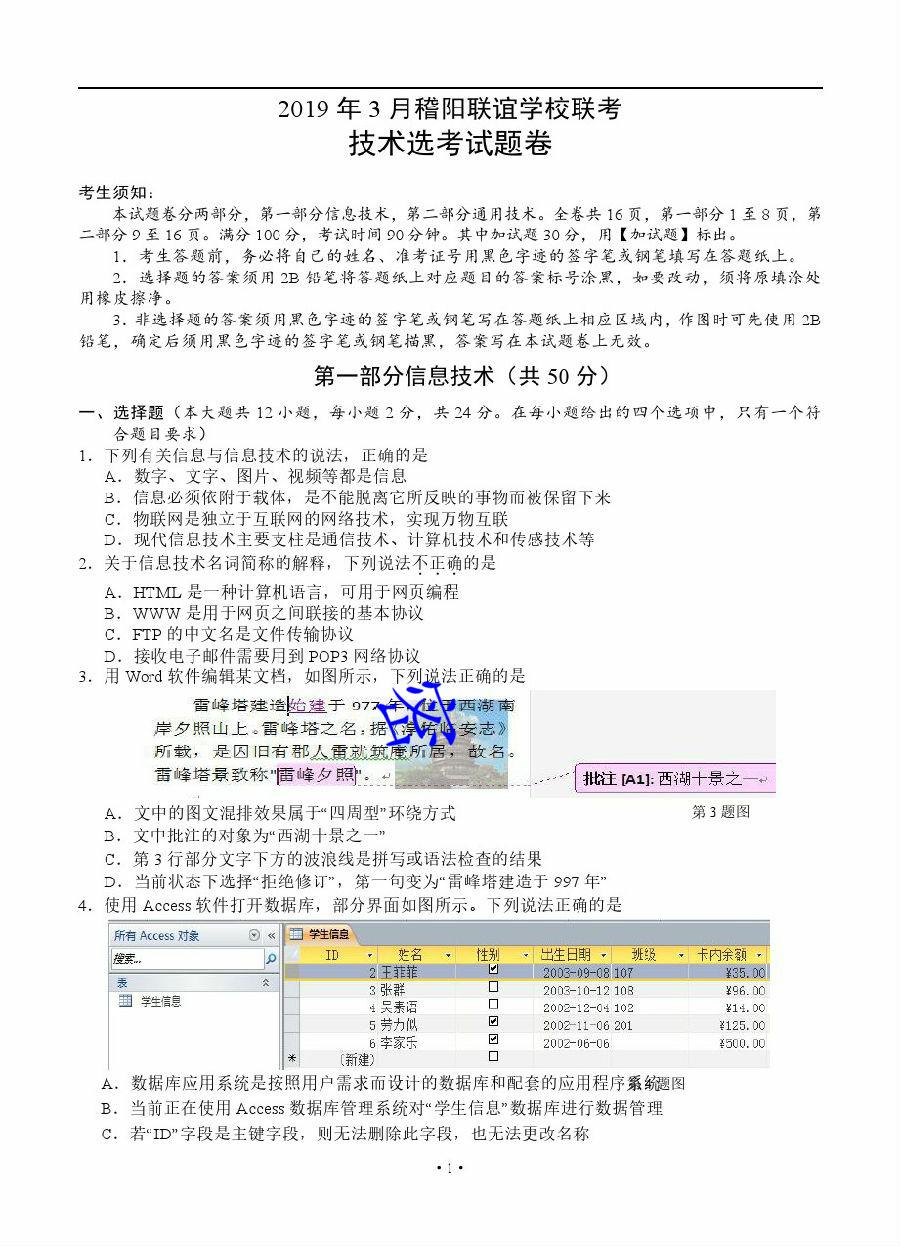 2019 年 3 月稽阳联谊学校联考
技术选考试题卷
考生须知：
本试题卷分两部分，第一部分信息技术，第二部分通用技术。全卷共 16 页，第一部分 1 至 8 页，第
二部分 9 至 16 页。满分 100 分，考试时间 90 分钟。其中加试题 30 分，用【加试题】标出。
1．考生答题前，务必将自己的姓名、准考证号用黑色字迹的签字笔或钢笔填写在答题纸上。
2．选择题的答案须用 2B 铅笔将答题纸上对应题目的答案标号涂黑，如要改动，须将原填涂处
用橡皮擦净。
3．非选择题的答案须用黑色字迹的签字笔或钢笔写在答题纸上相应区域内，作图时可先使用 2B
铅笔，确定后须用黑色字迹的签字笔或钢笔描黑，答案写在本试题卷上无效。
第一部分信息技术（共 50 分）
一、选择题（本大题共 12 小题，每小题 2 分，共 24 分。在每小题给出的四个选项中，只有一个符
合题目要求）
1．下列有关信息与信息技术的说法，正确的是
A．数字、文字、图片、视频等都是信息
B．信息必须依附于载体，是不能脱离它所反映的事物而被保留下来
C．物联网是独立于互联网的网络技术，实现万物互联
D．现代信息技术主要支柱是通信技术、计算机技术和传感技术等
2．关于信息技术名词简称的解释，下列说法不正确的是
A．HTML 是一种计算机语言，可用于网页编程
B．WWW 是用于网页之间联接的基本协议
C．FTP 的中文名是文件传输协议
D．接收电子邮件需要用到 POP3 网络协议
3．用 Word 软件编辑某文档，如图所示，下列说法正确的是
雷峰塔建造始建于 977 年，位于西湖南
岸夕照山上。雷峰塔之名，据《淳佑临安志》
所载，是因旧有郡人雷就筑庵所居，故名。
雷峰塔景致称"雷峰夕照"。
批注 [A1]: 西湖十景之一
A．文中的图文混排效果属于“四周型”环绕方式
第 3 题图
B．文中批注的对象为“西湖十景之一”
C．第 3 行部分文字下方的波浪线是拼写或语法检查的结果
D．当前状态下选择“拒绝修订”，第一句变为“雷峰塔建造于 997 年”
4．使用 Access 软件打开数据库，部分界面如图所示。下列说法正确的是
所有 Access 对象 « 学生信息
搜索... ID 姓名 性别 出生日期 班级 卡内余额
2 王菲菲 2003-09-08 107 ¥35.00
表 3 张群 2003-10-12 108 ¥96.00
学生信息 4 吴素语 2002-12-04 102 ¥14.00
5 劳力似 2002-11-06 201 ¥125.00
6 李家乐 2002-06-06 ¥500.00
* (新建)
A．数据库应用系统是按照用户需求而设计的数据库和配套的应用程序系统
题图
B．当前正在使用 Access 数据库管理系统对“学生信息”数据库进行数据管理
C．若“ID”字段是主键字段，则无法删除此字段，也无法更改名称
• 1 •